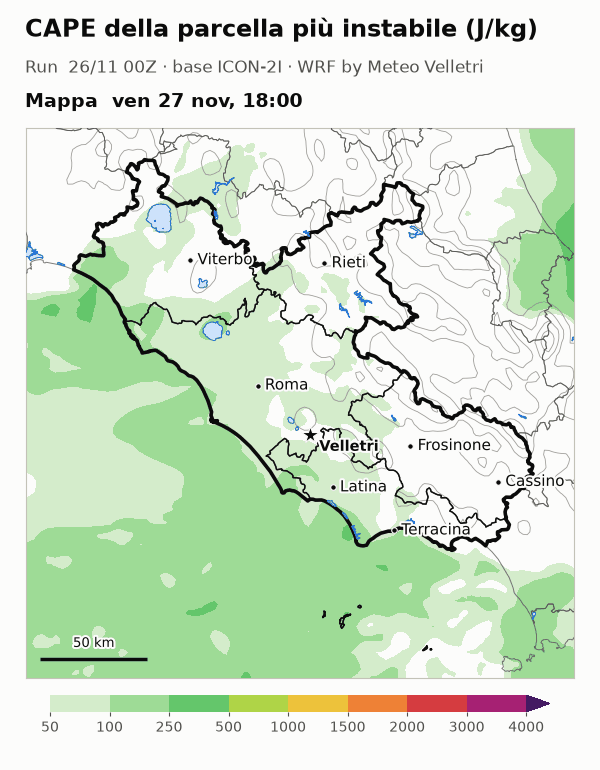 CAPE della parcella più instabile (J/kg)
Run 26/11 00Z · base ICON-2I · WRF by Meteo Velletri
Mappa ven 27 nov, 18:00
Viterbo
Rieti
Roma
Velletri
Frosinone
Latina
Cassino
Terracina
50 km
50 100 250 500 1000 1500 2000 3000 4000